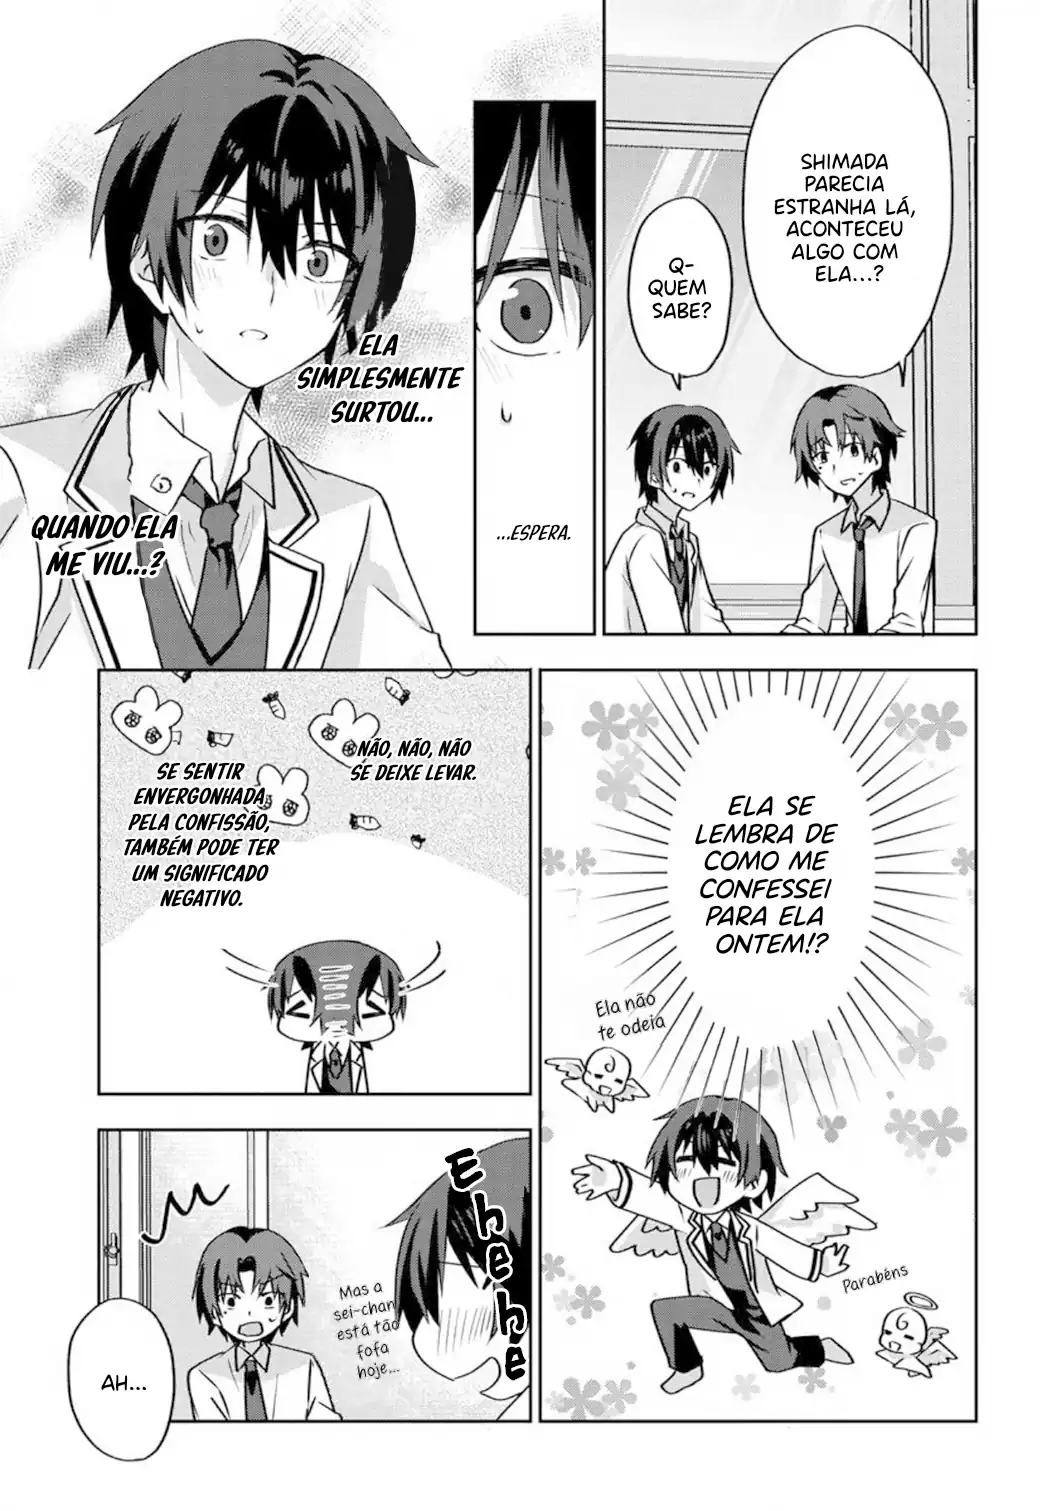 SHIMADA
PARECIA
ESTRANHA LÁ,
ACONTECEU
ALGO COM
ELA...?
Q-
QUEM
SABE?
...ESPERA.
ELA
SIMPLESMENTE
SURTOU...
QUANDO ELA
ME VIU...?
ELA SE
LEMBRA DE
COMO ME
CONFESSEI
PARA ELA
ONTEM!?
Ela não
te odeia
Parabéns
NÃO, NÃO, NÃO
SE DEIXE LEVAR.
SE SENTIR
ENVERGONHADA
PELA CONFISSÃO,
TAMBÉM PODE TER
UM SIGNIFICADO
NEGATIVO.
Ehehehe
Mas a
sei-chan
está tão
fofa
hoje...
AH...